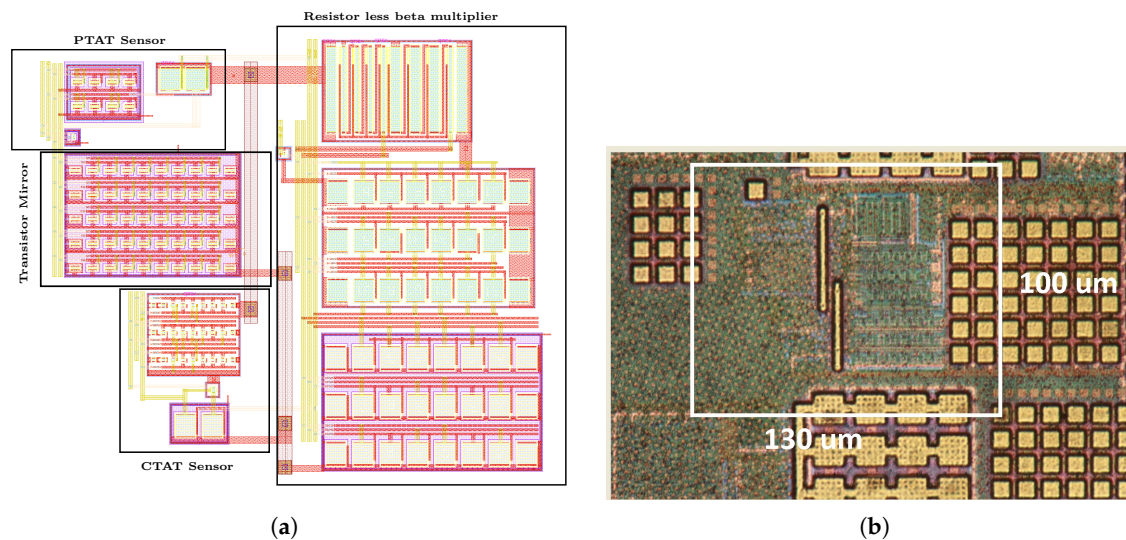 Resistor less beta multiplier
PTAT Sensor
Transistor Mirror
CTAT Sensor
100 um
130 um
(a)
(b)